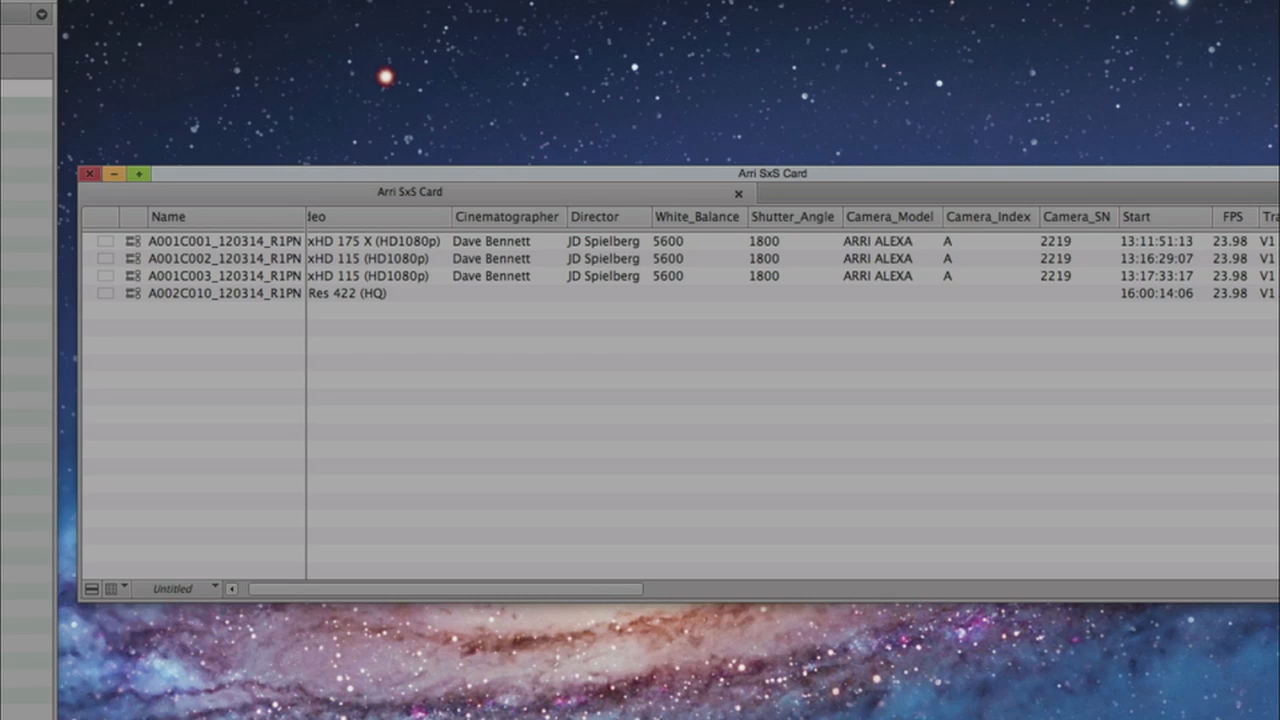 Arri SxS Card
Arri SxS Card
Name leo Cinematographer Director White_Balance Shutter_Angle Camera_Model Camera_Index Camera_SN Start FPS Tra
A001C001_120314_R1PN xHD 175 X (HD1080p) Dave Bennett JD Spielberg 5600 1800 ARRI ALEXA A 2219 13:11:51:13 23.98 V1
A001C002_120314_R1PN xHD 115 (HD1080p) Dave Bennett JD Spielberg 5600 1800 ARRI ALEXA A 2219 13:16:29:07 23.98 V1
A001C003_120314_R1PN xHD 115 (HD1080p) Dave Bennett JD Spielberg 5600 1800 ARRI ALEXA A 2219 13:17:33:17 23.98 V1
A002C010_120314_R1PN Res 422 (HQ) 16:00:14:06 23.98 V1
Untitled